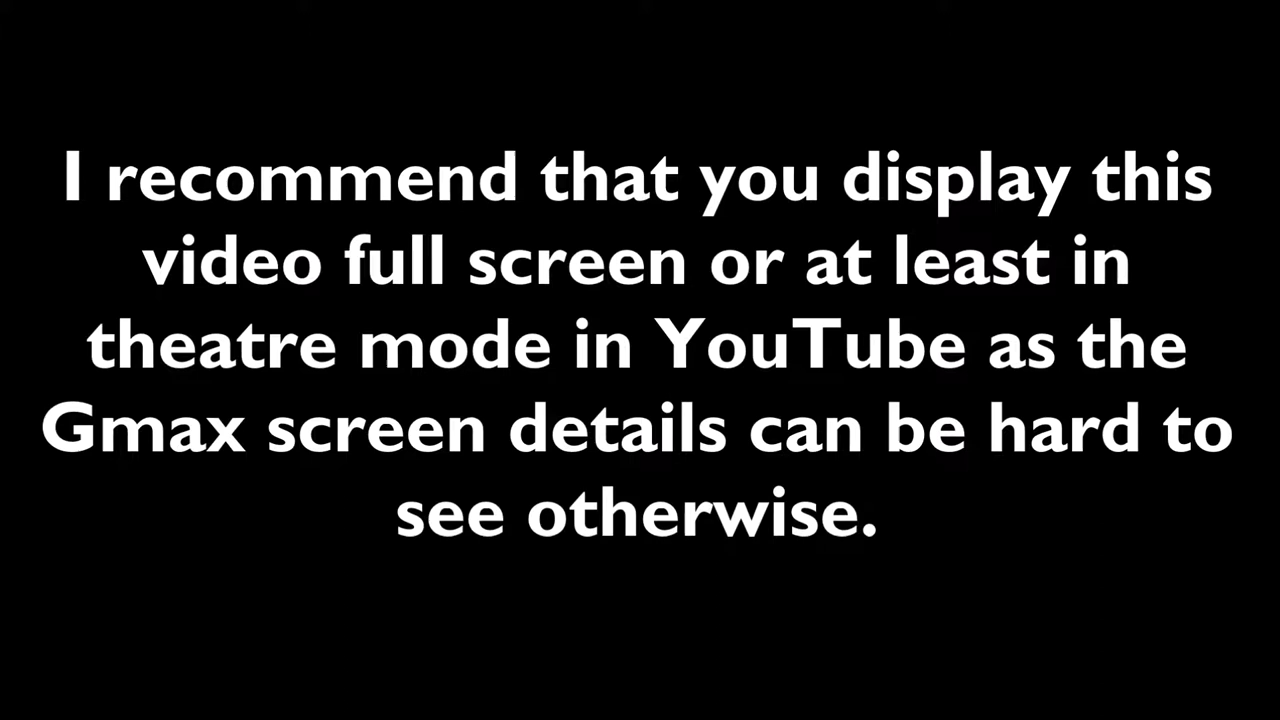 I recommend that you display this
video full screen or at least in
theatre mode in YouTube as the
Gmax screen details can be hard to
see otherwise.